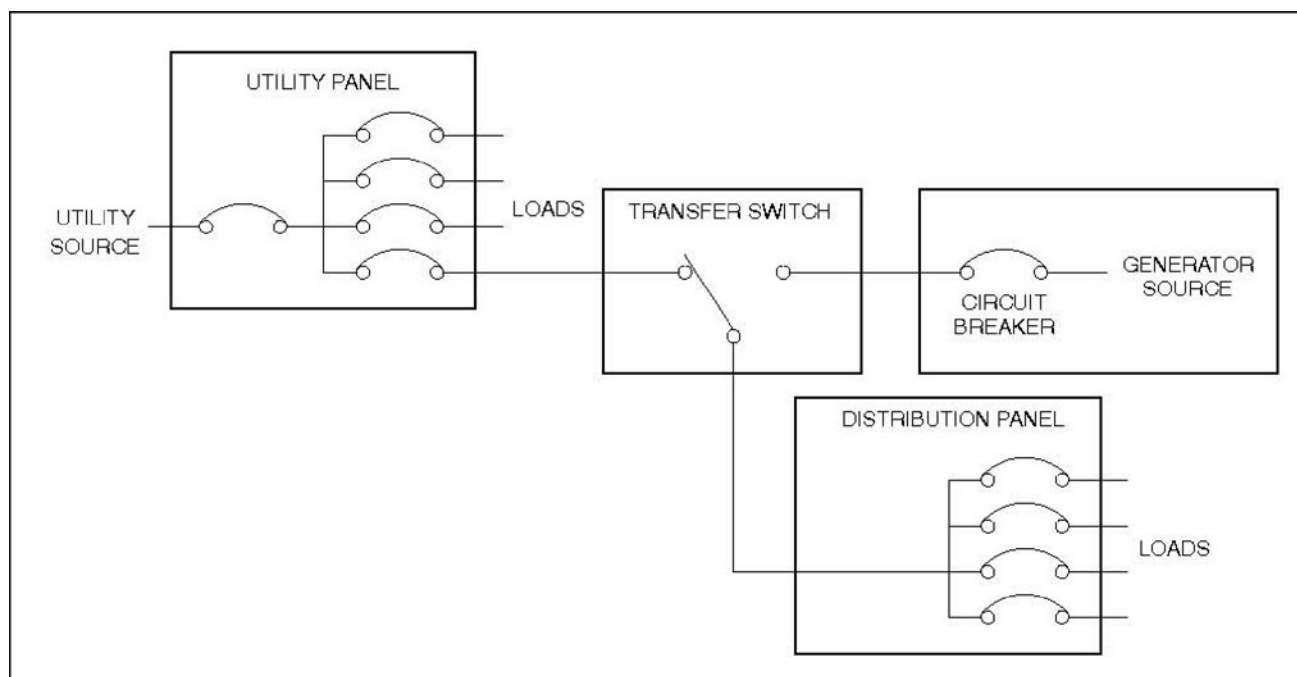 UTILITY PANEL
UTILITY
SOURCE
LOADS
TRANSFER SWITCH
GENERATOR
SOURCE
CIRCUIT
BREAKER
DISTRIBUTION PANEL
LOADS